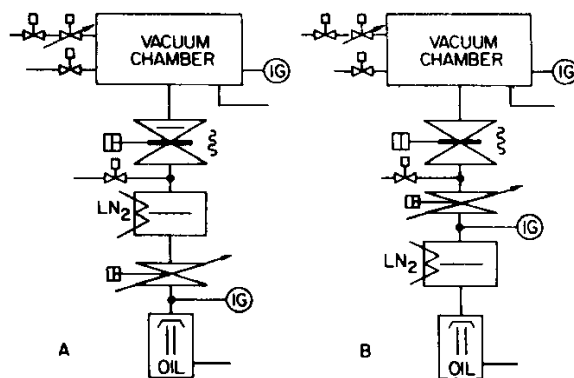 VACUUM
CHAMBER
IG
LN2
IG
A
OIL
VACUUM
CHAMBER
IG
IG
LN2
B
OIL